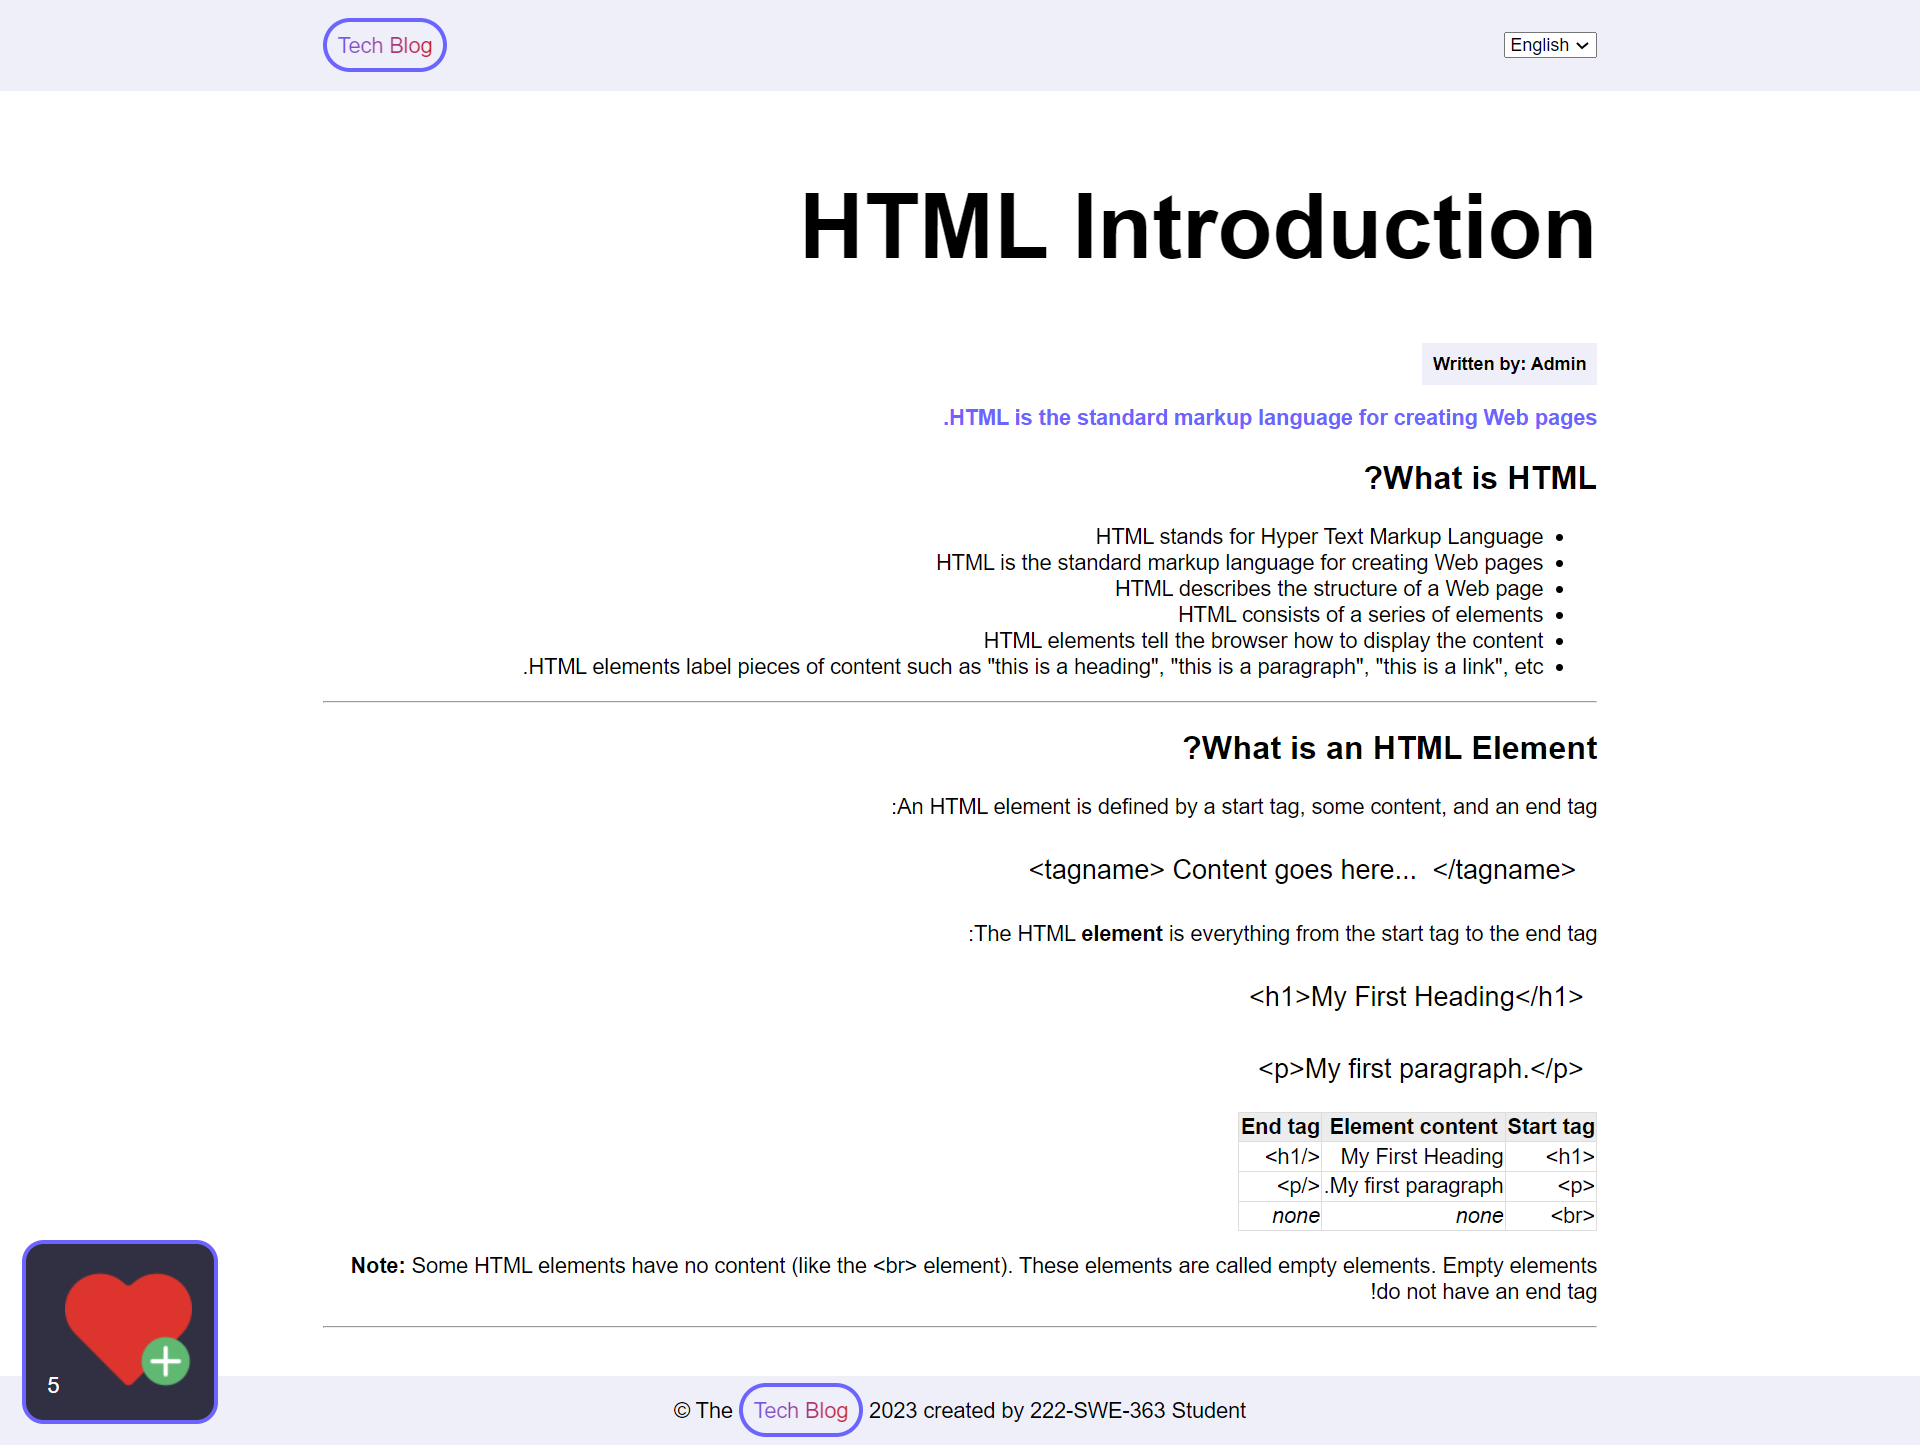 Tech Blog
English
HTML Introduction
Written by: Admin
.HTML is the standard markup language for creating Web pages
?What is HTML
HTML stands for Hyper Text Markup Language
HTML is the standard markup language for creating Web pages
HTML describes the structure of a Web page
HTML consists of a series of elements
HTML elements tell the browser how to display the content
.HTML elements label pieces of content such as "this is a heading", "this is a paragraph", "this is a link", etc
?What is an HTML Element
:An HTML element is defined by a start tag, some content, and an end tag
<tagname> Content goes here... </tagname>
:The HTML element is everything from the start tag to the end tag
<h1>My First Heading</h1>
<p>My first paragraph.</p>
End tag Element content Start tag
<h1/> My First Heading <h1>
<p/> .My first paragraph <p>
none none <br>
Note: Some HTML elements have no content (like the <br> element). These elements are called empty elements. Empty elements
!do not have an end tag
5
© The Tech Blog 2023 created by 222-SWE-363 Student